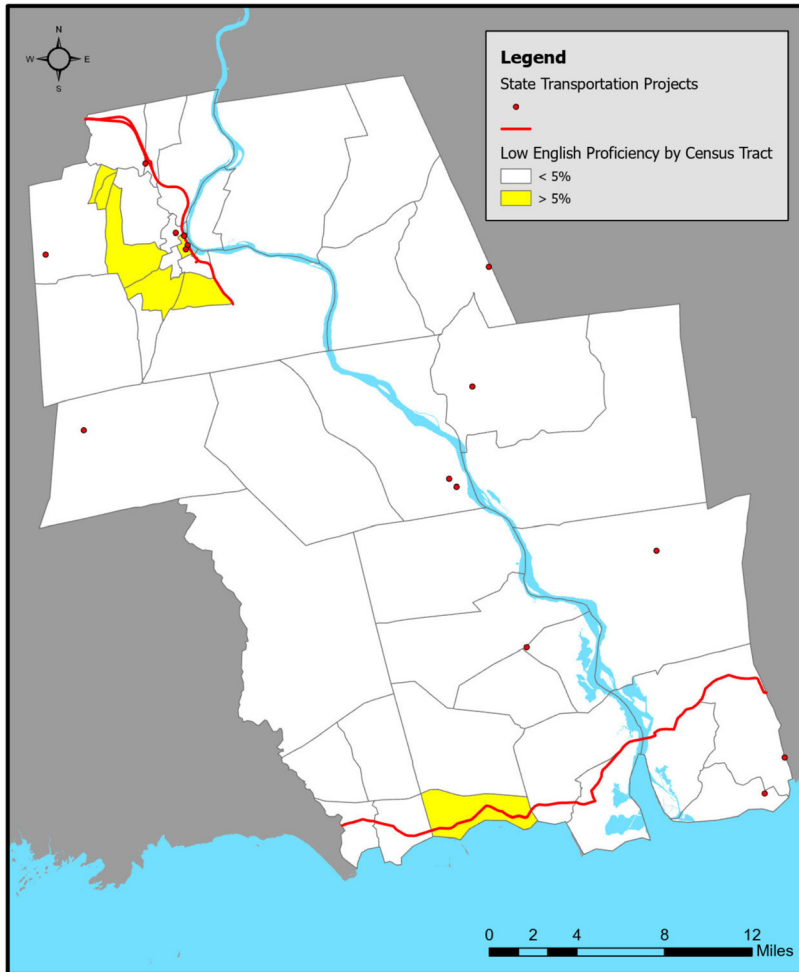 N
W E
S
Legend
State Transportation Projects
Low English Proficiency by Census Tract
< 5%
> 5%
0 2 4 8 12
Miles